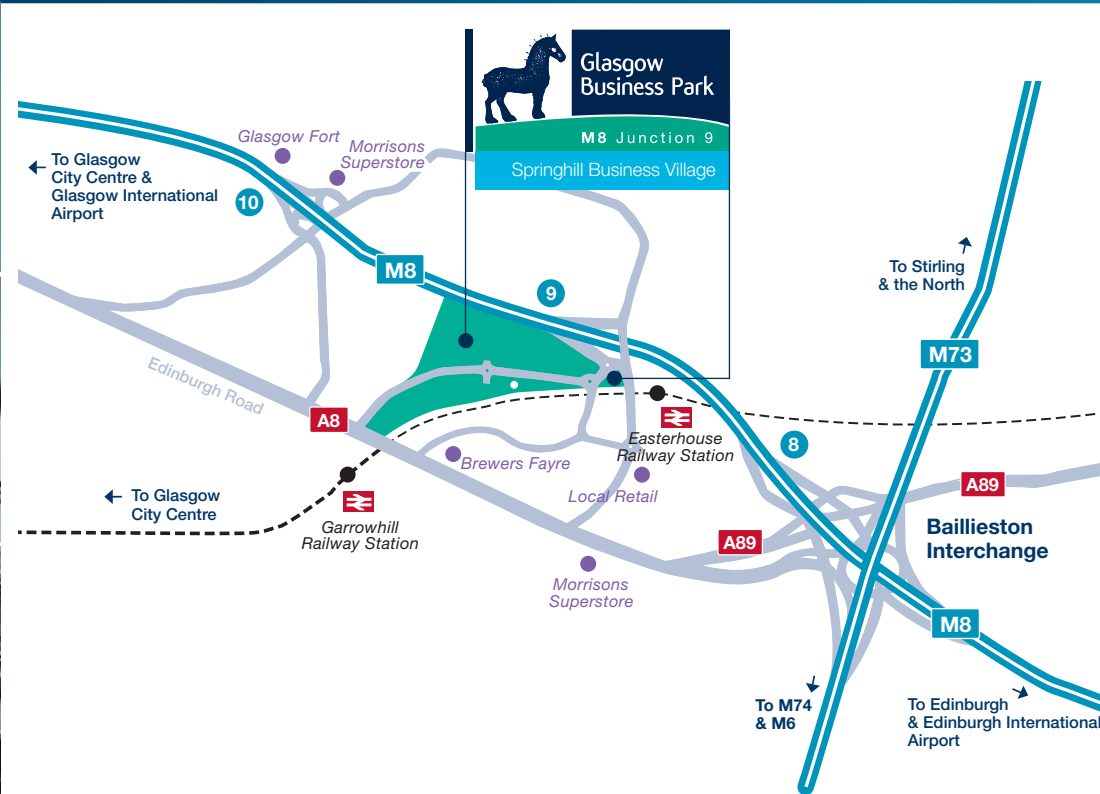 Glasgow
Business Park
M8 Junction 9
Springhill Business Village
Glasgow Fort
Morrisons
Superstore
To Glasgow
City Centre &
Glasgow International
Airport
10
M8
9
To Stirling
& the North
M73
Edinburgh Road
A8
Easterhouse
Railway Station
8
Brewers Fayre
Local Retail
A89
To Glasgow
City Centre
Garrowhill
Railway Station
A89
Baillieston
Interchange
Morrisons
Superstore
M8
To M74
& M6
To Edinburgh
& Edinburgh International
Airport